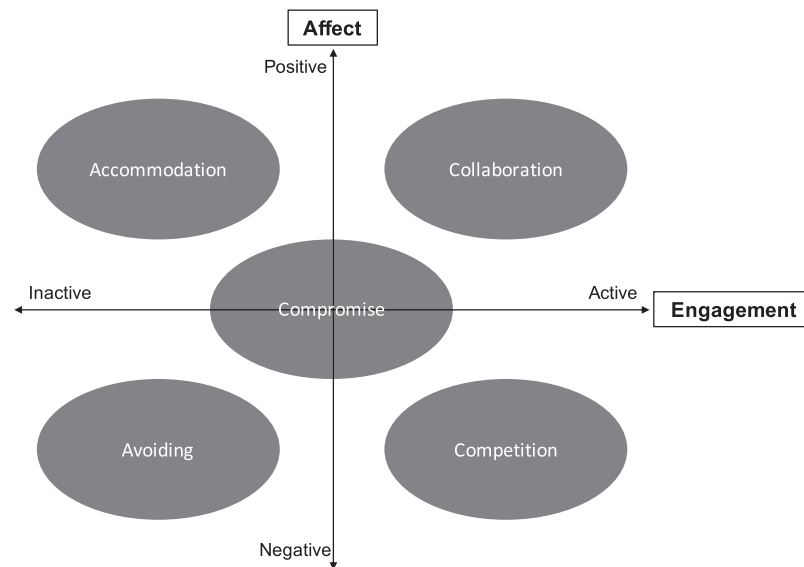 Affect
Positive
Accommodation
Collaboration
Inactive
Active
Engagement
Compromise
Avoiding
Competition
Negative